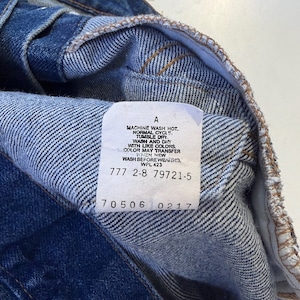 A
MACHINE WASH HOT.
NORMAL CYCLE.
TUMBLE DRY.
WASH AND DRY
WITH LIKE COLORS.
COLOR MAY TRANSFER
WHEN NEW.
WASH BEFORE WEARING.
WPL 423
777 2-8 79721-5
70506 0217